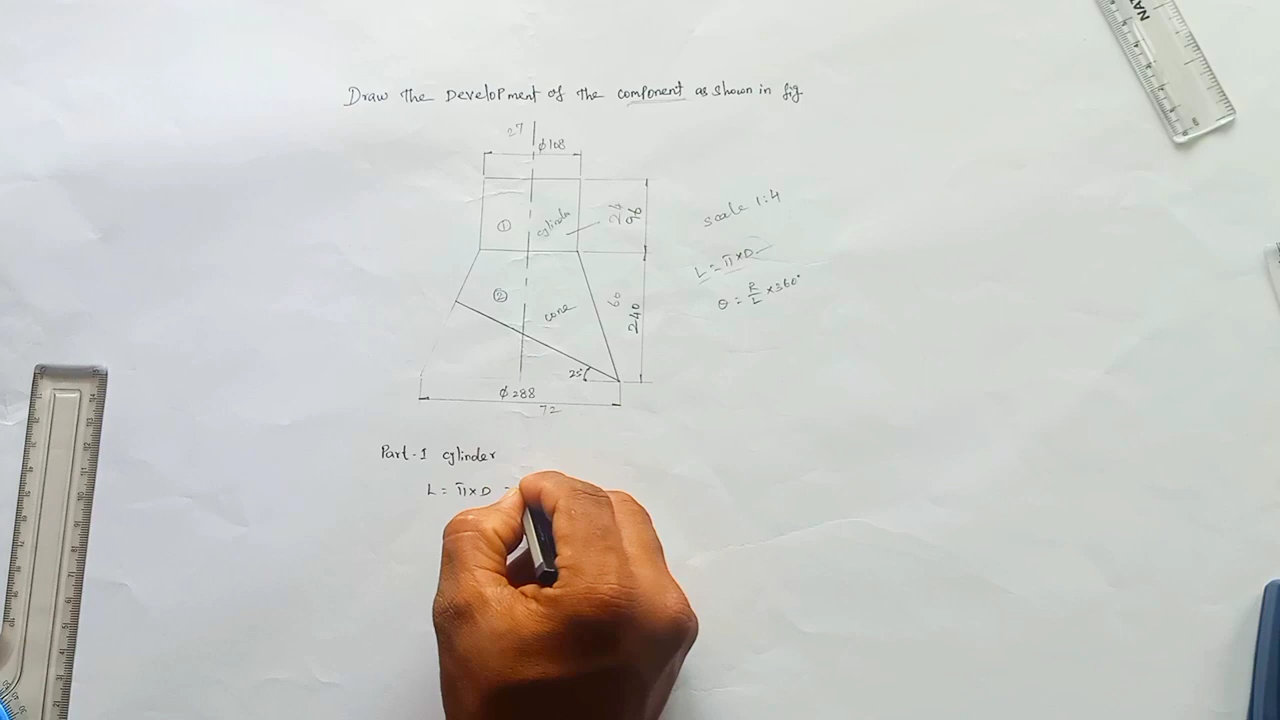 Draw the Development of the component as shown in fig
27
φ108
① cylinder
96
scale 1:4
L = π×D
θ = R/L ×360°
② cone
60
240
25°
φ288
72
Part-1 cylinder
L = π×D =